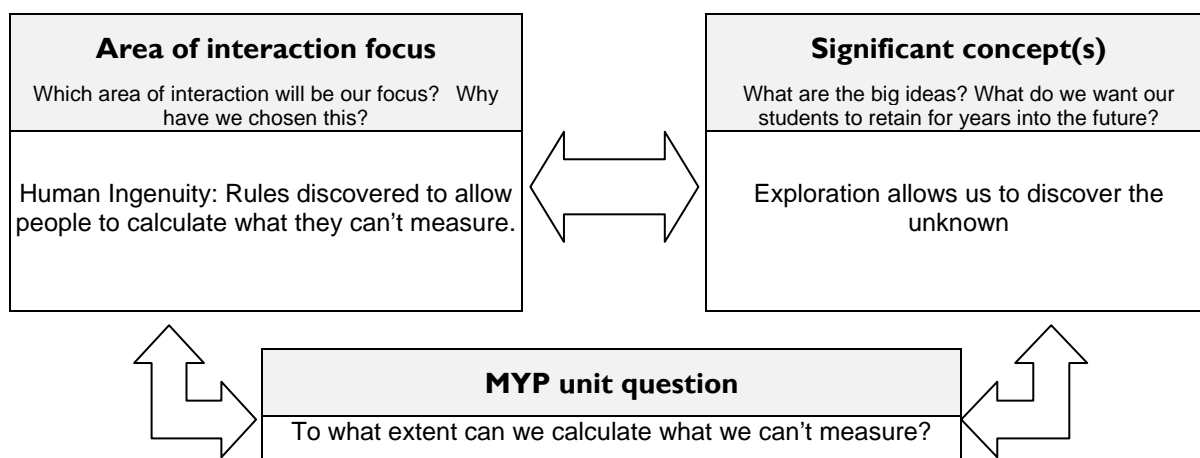 Area of interaction focus
Which area of interaction will be our focus?   Why
have we chosen this?
Human Ingenuity: Rules discovered to allow
people to calculate what they can’t measure.
Significant concept(s)
What are the big ideas? What do we want our
students to retain for years into the future?
Exploration allows us to discover the
unknown
MYP unit question
To what extent can we calculate what we can’t measure?